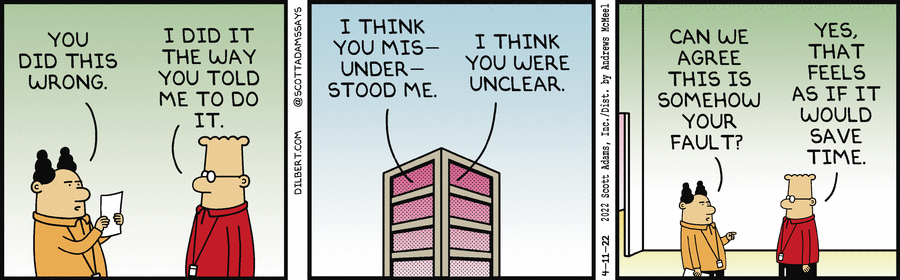 YOU
DID THIS
WRONG.
I DID IT
THE WAY
YOU TOLD
ME TO DO
IT.
DILBERT.COM @SCOTTADAMSSAYS
I THINK
YOU MIS-
UNDER-
STOOD ME.
I THINK
YOU WERE
UNCLEAR.
4-11-22 2022 Scott Adams, Inc./Dist. by Andrews McMeel
CAN WE
AGREE
THIS IS
SOMEHOW
YOUR
FAULT?
YES,
THAT
FEELS
AS IF IT
WOULD
SAVE
TIME.